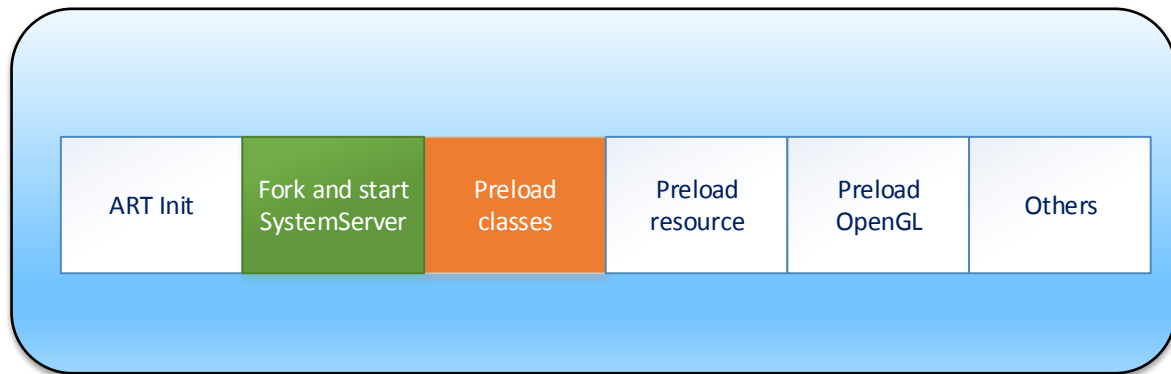 ART Init
Fork and start
SystemServer
Preload
classes
Preload
resource
Preload
OpenGL
Others